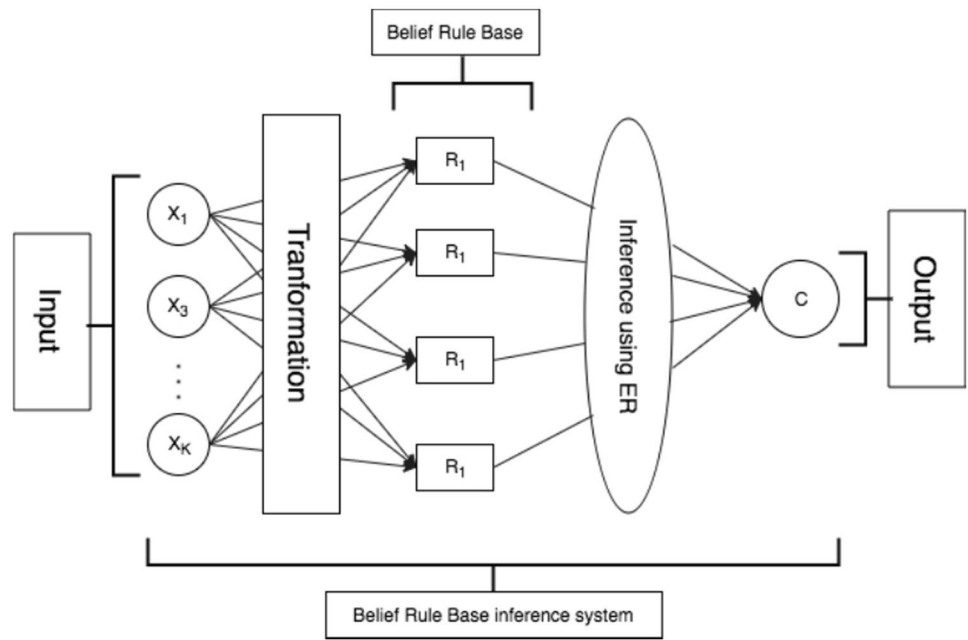 Belief Rule Base
Input
X1
X3
. . . .
XK
Tranformation
R1
R1
R1
R1
Inference using ER
C
Output
Belief Rule Base inference system